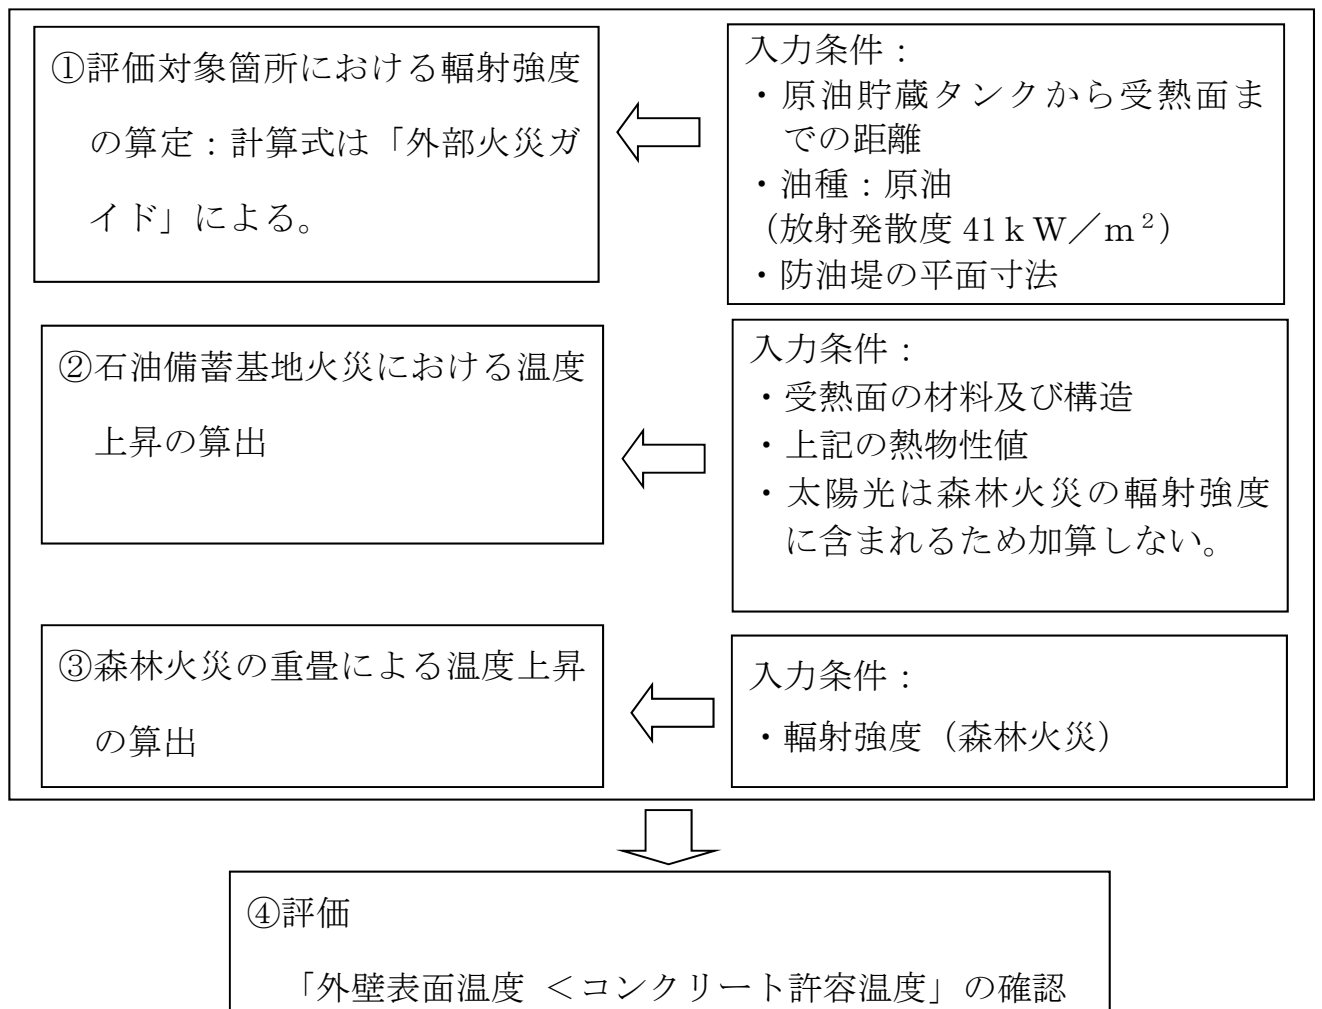 ①評価対象箇所における輻射強度
の算定：計算式は「外部火災ガ
イド」による。
入力条件：
・原油貯蔵タンクから受熱面ま
での距離
・油種：原油
（放射発散度 41ｋＷ／ｍ²）
・防油堤の平面寸法
②石油備蓄基地火災における温度
上昇の算出
入力条件：
・受熱面の材料及び構造
・上記の熱物性値
・太陽光は森林火災の輻射強度
に含まれるため加算しない。
③森林火災の重畳による温度上昇
の算出
入力条件：
・輻射強度（森林火災）
④評価
「外壁表面温度 ＜コンクリート許容温度」の確認